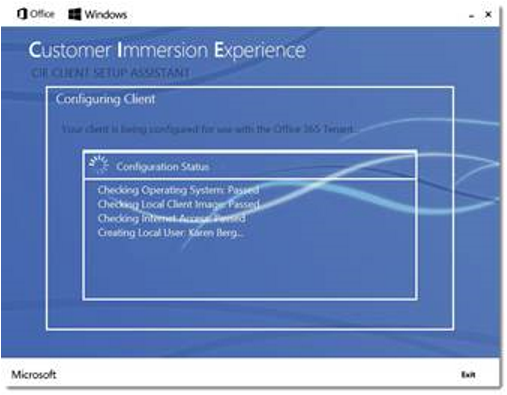 Office Windows
Customer Immersion Experience
CIE CLIENT SETUP ASSISTANT
Configuring Client
Your client is being configured for use with the Office 365 Tenant...
Configuration Status
Checking Operating System: Passed
Checking Local Client Image: Passed
Checking Internet Access: Passed
Creating Local User: Karen Berg...
Microsoft
Exit